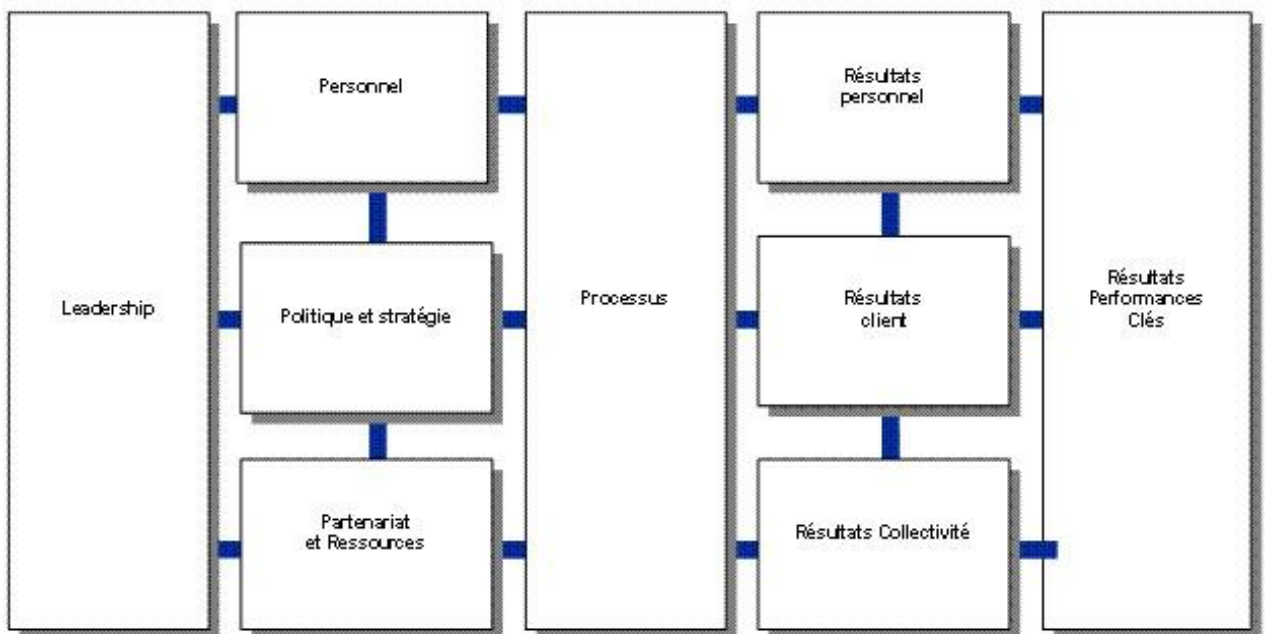 Leadership
Personnel
Politique et stratégie
Partenariat
et Ressources
Processus
Résultats
personnel
Résultats
client
Résultats Collectivité
Résultats
Performances
Clés